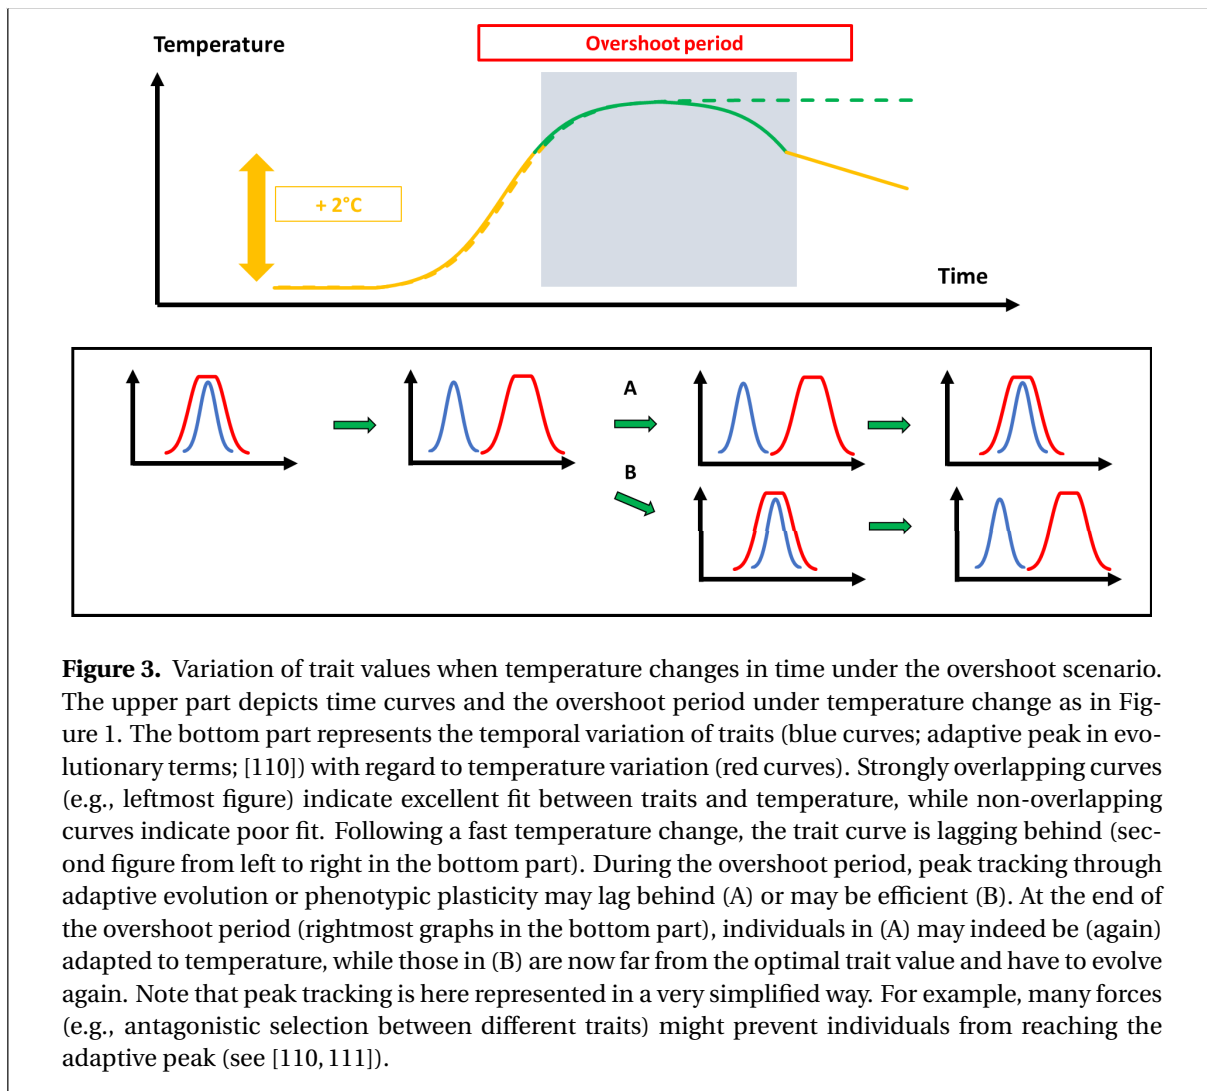 Temperature
Overshoot period
+ 2°C
Time
A
B
Figure 3. Variation of trait values when temperature changes in time under the overshoot scenario.
The upper part depicts time curves and the overshoot period under temperature change as in Fig-
ure 1. The bottom part represents the temporal variation of traits (blue curves; adaptive peak in evo-
lutionary terms; [110]) with regard to temperature variation (red curves). Strongly overlapping curves
(e.g., leftmost figure) indicate excellent fit between traits and temperature, while non-overlapping
curves indicate poor fit. Following a fast temperature change, the trait curve is lagging behind (sec-
ond figure from left to right in the bottom part). During the overshoot period, peak tracking through
adaptive evolution or phenotypic plasticity may lag behind (A) or may be efficient (B). At the end of
the overshoot period (rightmost graphs in the bottom part), individuals in (A) may indeed be (again)
adapted to temperature, while those in (B) are now far from the optimal trait value and have to evolve
again. Note that peak tracking is here represented in a very simplified way. For example, many forces
(e.g., antagonistic selection between different traits) might prevent individuals from reaching the
adaptive peak (see [110, 111]).